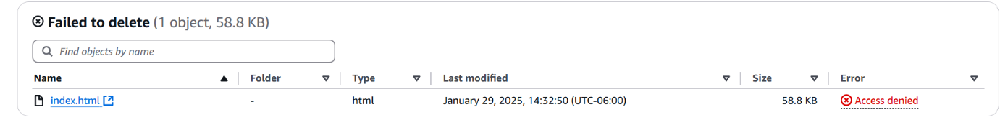 Failed to delete (1 object, 58.8 KB)
Find objects by name
Name Folder Type Last modified Size Error
index.html - html January 29, 2025, 14:32:50 (UTC-06:00) 58.8 KB Access denied